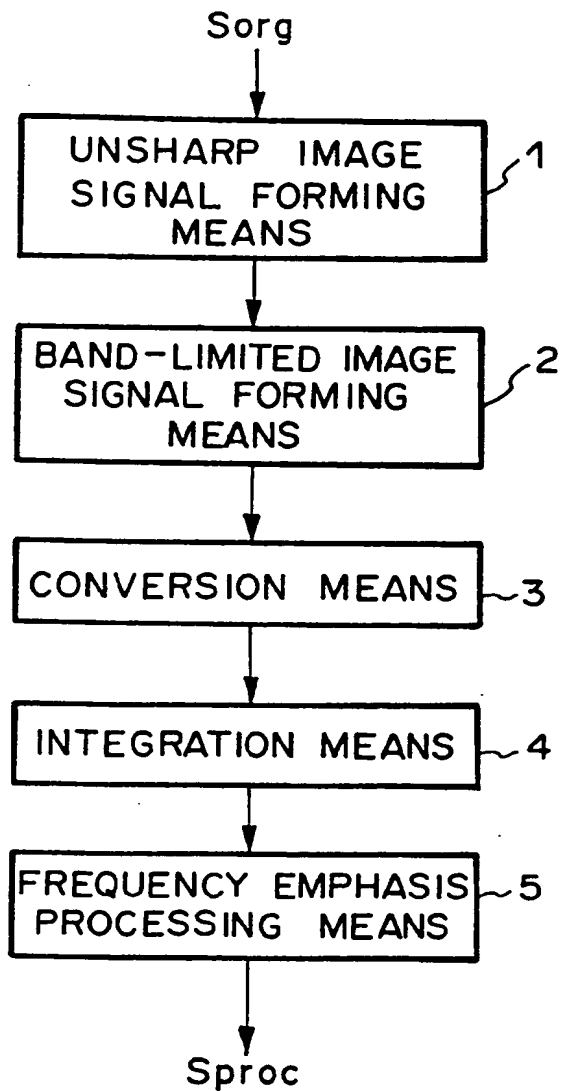 Sorg
UNSHARP IMAGE 1
SIGNAL FORMING
MEANS
BAND-LIMITED IMAGE 2
SIGNAL FORMING
MEANS
CONVERSION MEANS 3
INTEGRATION MEANS 4
FREQUENCY EMPHASIS 5
PROCESSING MEANS
Sproc